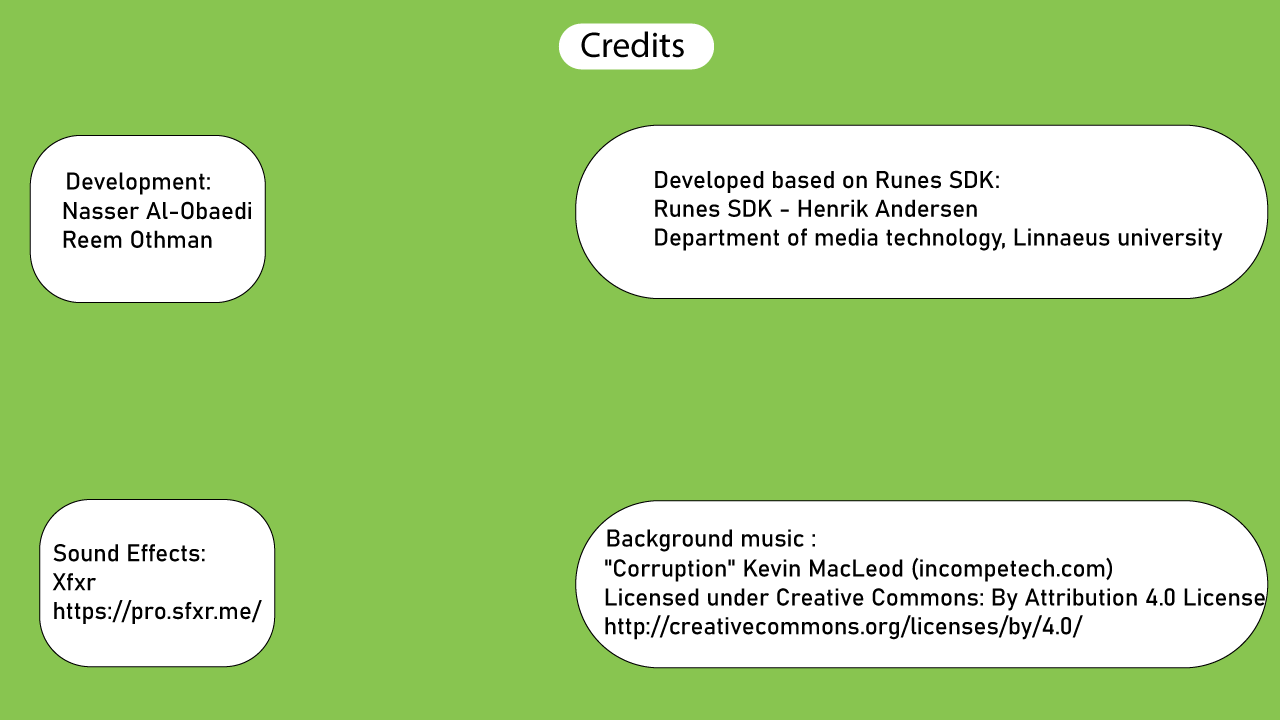 Credits
Development:
Nasser Al-Obaedi
Reem Othman
Developed based on Runes SDK:
Runes SDK - Henrik Andersen
Department of media technology, Linnaeus university
Sound Effects:
Xfxr
https://pro.sfxr.me/
Background music :
"Corruption" Kevin MacLeod (incompetech.com)
Licensed under Creative Commons: By Attribution 4.0 License
http://creativecommons.org/licenses/by/4.0/